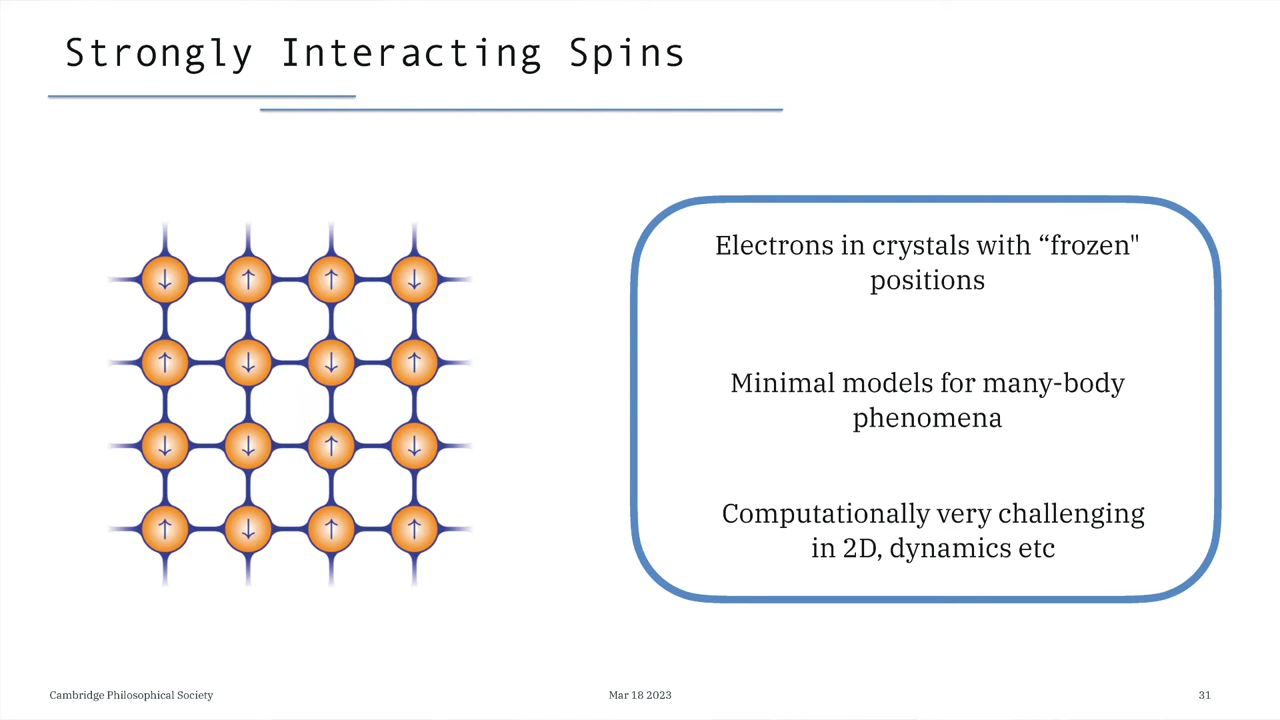 Strongly Interacting Spins
↓ ↑ ↑ ↓
↑ ↓ ↓ ↑
↓ ↓ ↑ ↓
↑ ↓ ↑ ↑
Electrons in crystals with “frozen"
positions
Minimal models for many-body
phenomena
Computationally very challenging
in 2D, dynamics etc
Cambridge Philosophical Society
Mar 18 2023
31